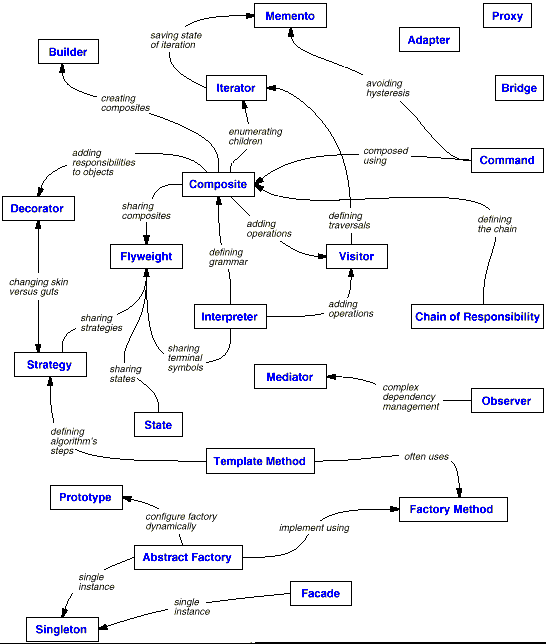 Memento
Proxy
saving state
of iteration
Adapter
Builder
Iterator
avoiding
hysteresis
Bridge
creating
composites
enumerating
children
adding
responsibilities
to objects
composed
using
Command
Composite
Decorator
sharing
composites
adding
operations
defining
traversals
defining
the chain
Flyweight
defining
grammar
Visitor
changing skin
versus guts
sharing
strategies
Interpreter
adding
operations
Chain of Responsibility
Strategy
sharing
states
sharing
terminal
symbols
Mediator
complex
dependency
management
Observer
State
defining
algorithm's
steps
Template Method
often uses
Prototype
configure factory
dynamically
implement using
Factory Method
Abstract Factory
single
instance
single
instance
Facade
Singleton